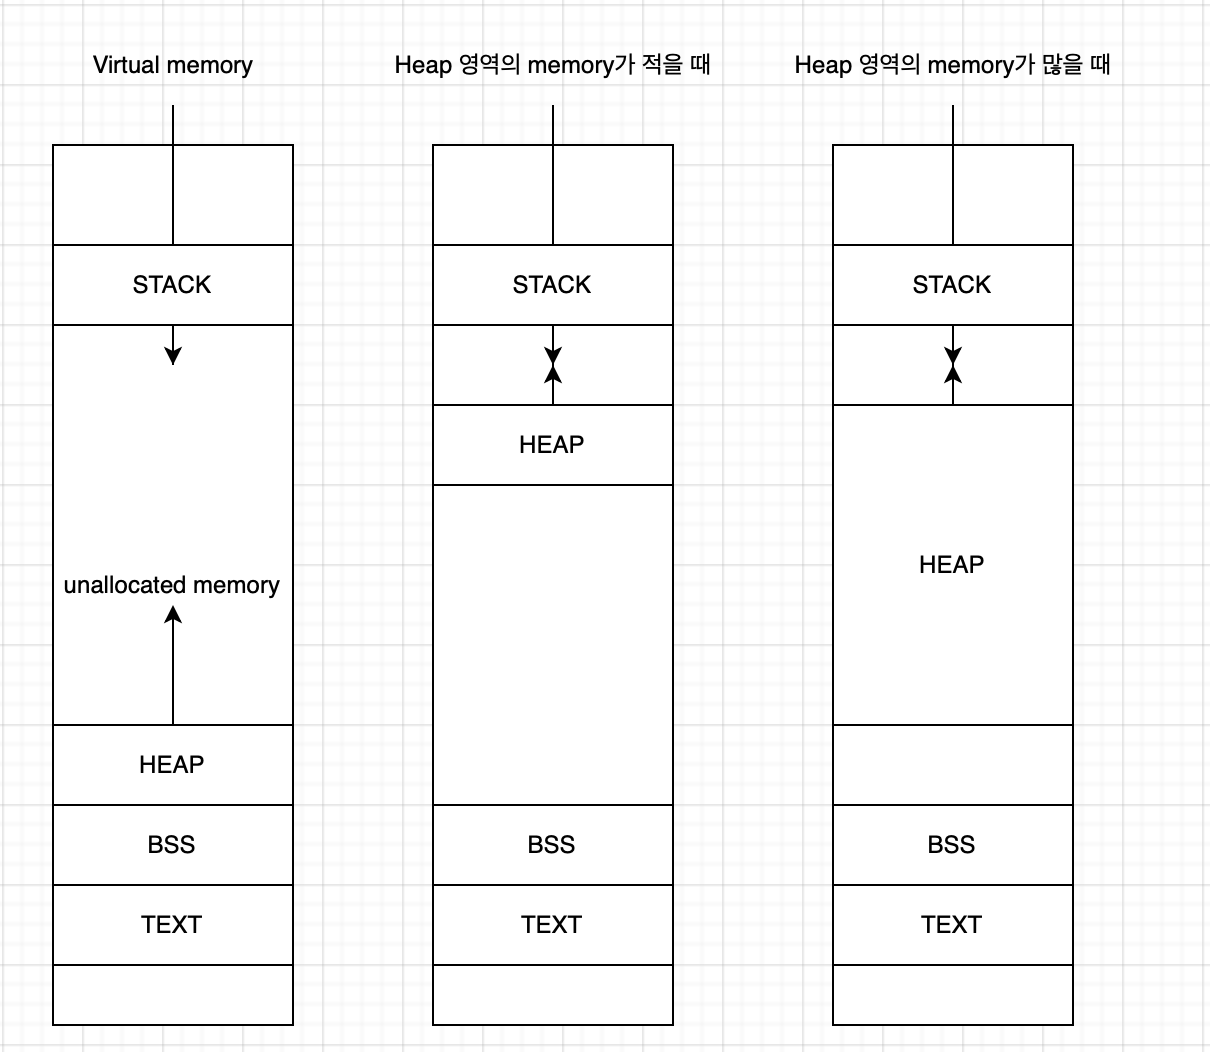 Virtual memory
STACK
unallocated memory
HEAP
BSS
TEXT
Heap 영역의 memory가 적을 때
STACK
HEAP
BSS
TEXT
Heap 영역의 memory가 많을 때
STACK
HEAP
BSS
TEXT